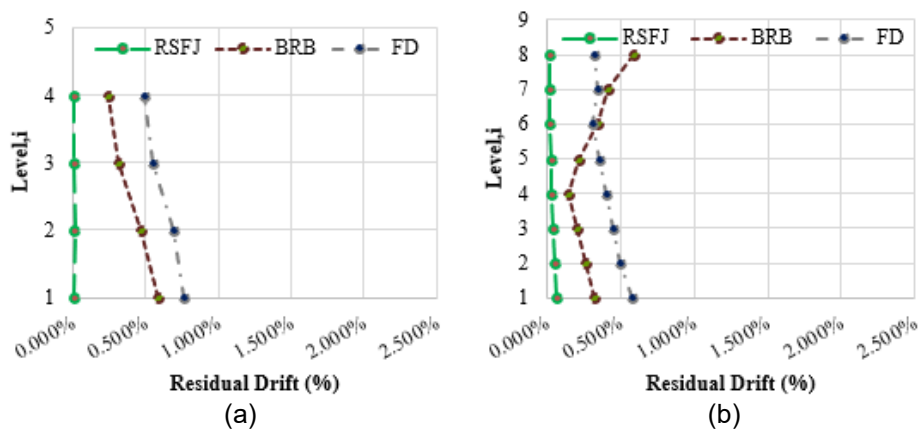 5
RSFJ BRB FD
4
3
2
1
Level,i
0.000% 0.500% 1.000% 1.500% 2.000% 2.500%
Residual Drift (%)
(a)
9
RSFJ BRB FD
8
7
6
5
4
3
2
1
Level,i
0.000% 0.500% 1.000% 1.500% 2.000% 2.500%
Residual Drift (%)
(b)